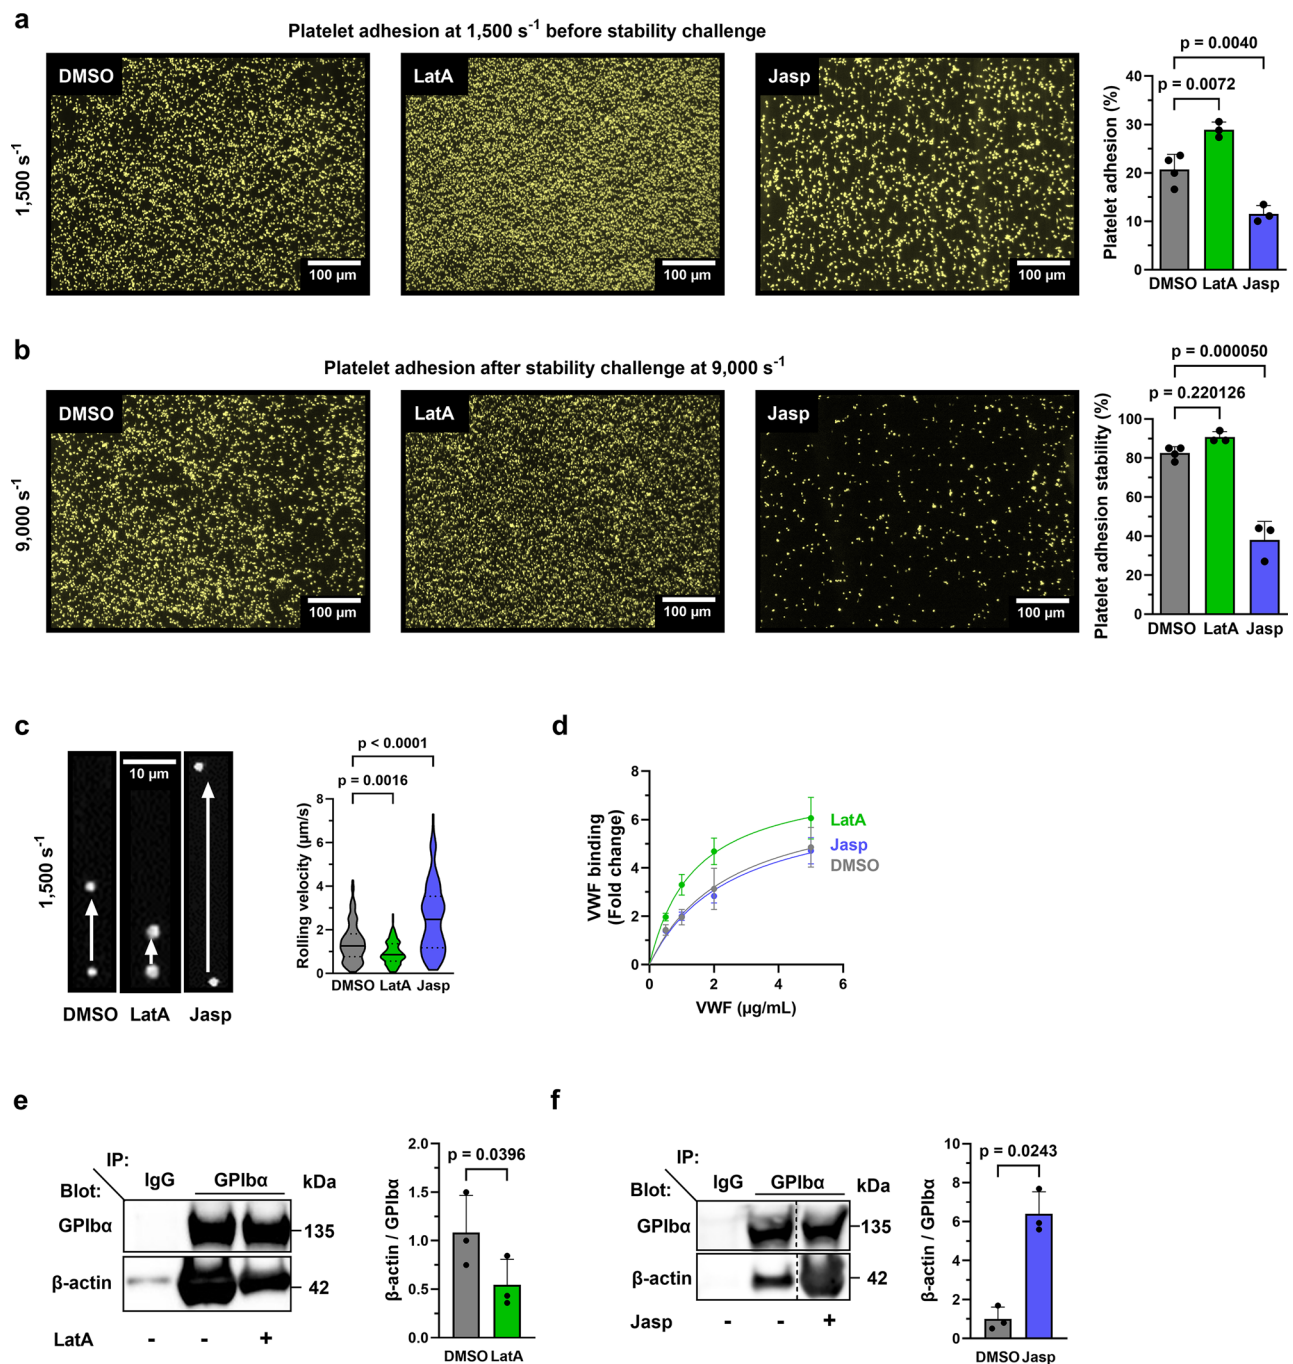 a
Platelet adhesion at 1,500 s-1 before stability challenge
1,500 s-1
DMSO
100 µm
LatA
100 µm
Jasp
100 µm
p = 0.0040
p = 0.0072
Platelet adhesion (%)
40
30
20
10
0
DMSO LatA Jasp
b
Platelet adhesion after stability challenge at 9,000 s-1
9,000 s-1
DMSO
100 µm
LatA
100 µm
Jasp
100 µm
p = 0.000050
p = 0.220126
Platelet adhesion stability (%)
100
80
60
40
20
0
DMSO LatA Jasp
c
1,500 s-1
10 µm
DMSO LatA Jasp
p < 0.0001
p = 0.0016
Rolling velocity (µm/s)
8
6
4
2
0
DMSO LatA Jasp
d
VWF binding
(Fold change)
8
6
4
2
0
0 2 4 6
VWF (µg/mL)
LatA
Jasp
DMSO
e
IP:
IgG GPIbα kDa
Blot:
GPIbα 135
β-actin 42
LatA - - +
β-actin / GPIbα
2.0
1.5
1.0
0.5
0.0
p = 0.0396
DMSO LatA
f
IP:
IgG GPIbα kDa
Blot:
GPIbα 135
β-actin 42
Jasp - - +
β-actin / GPIbα
10
8
6
4
2
0
p = 0.0243
DMSO Jasp